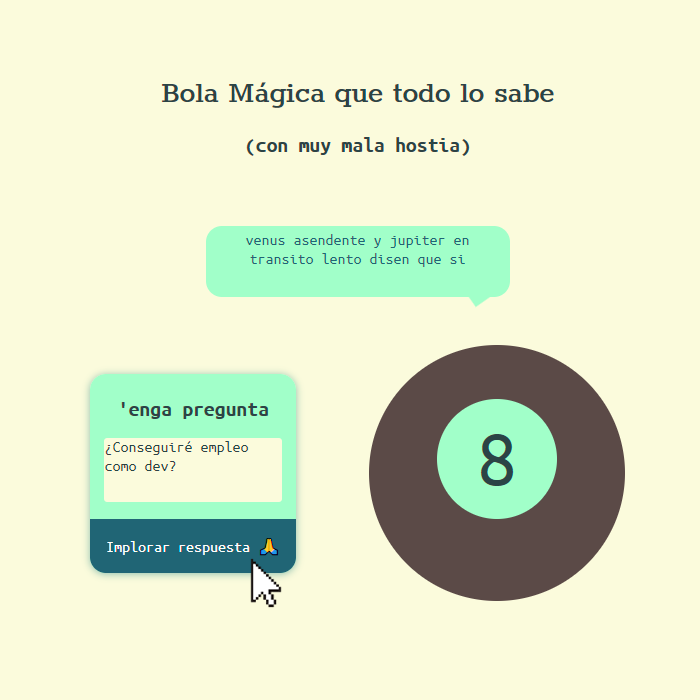 Bola Mágica que todo lo sabe
(con muy mala hostia)
venus asendente y jupiter en
transito lento disen que si
'enga pregunta
¿Conseguiré empleo
como dev?
Implorar respuesta 🙏
8